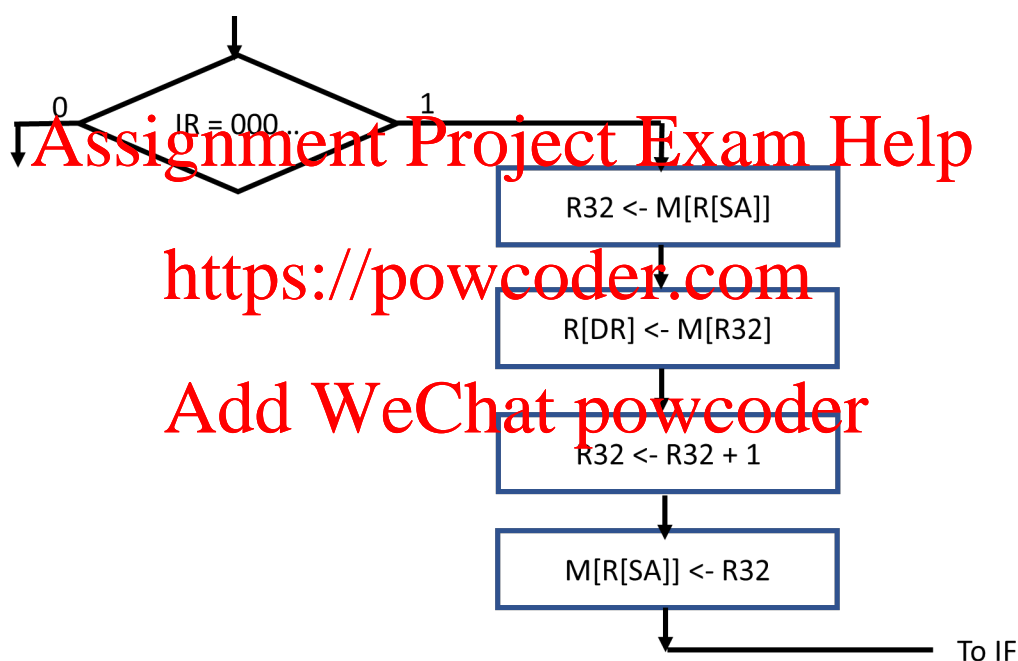 0
1
IR = 000 ..
Assignment Project Exam Help
R32 <- M[R[SA]]
https://powcoder.com
R[DR] <- M[R32]
Add WeChat powcoder
R32 <- R32 + 1
M[R[SA]] <- R32
To IF